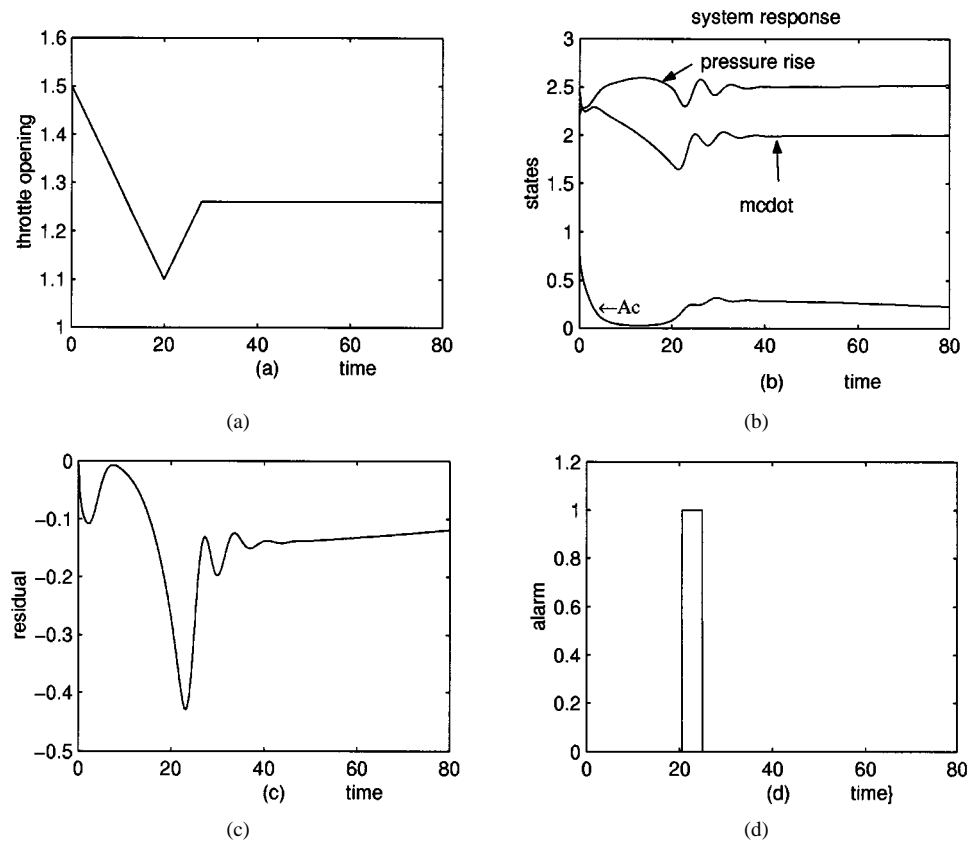 1.6
1.5
1.4
1.3
1.2
1.1
1
throttle opening
0 20 40 60 80
(a) time
(a)
system response
3
2.5
2
1.5
1
0.5
0
states
pressure rise
mcdot
←Ac
0 20 40 60 80
(b) time
(b)
0
−0.1
−0.2
−0.3
−0.4
−0.5
residual
0 20 40 60 80
(c) time
(c)
1.2
1
0.8
0.6
0.4
0.2
0
alarm
0 20 40 60 80
(d) time}
(d)